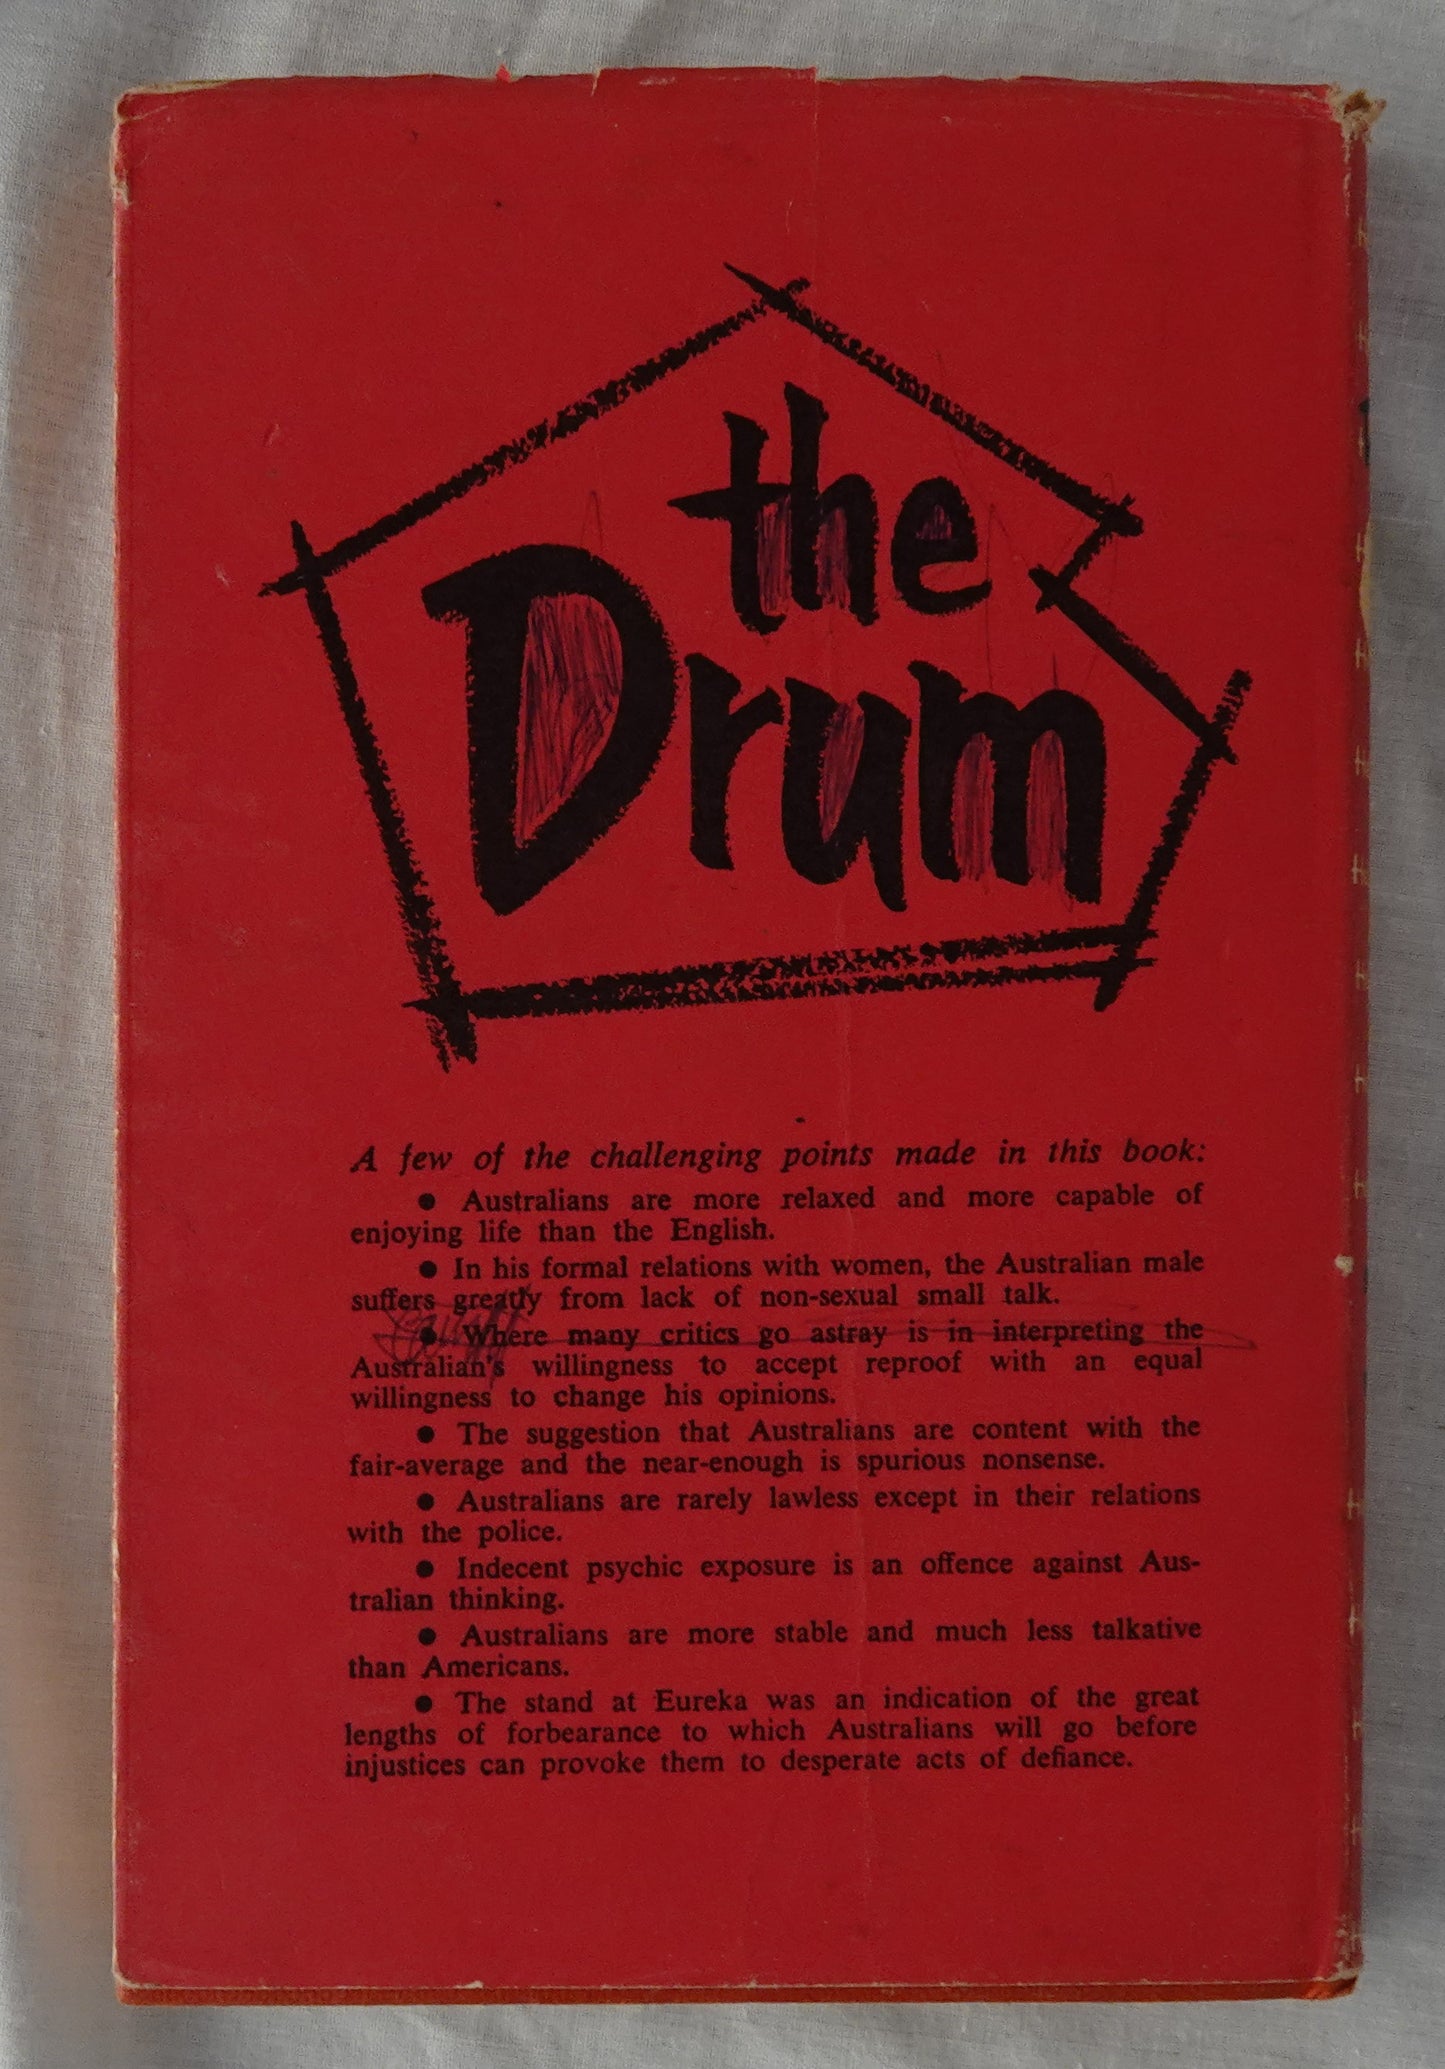 the
Drum
A few of the challenging points made in this book:
● Australians are more relaxed and more capable of
enjoying life than the English.
● In his formal relations with women, the Australian male
suffers greatly from lack of non-sexual small talk.
● Where many critics go astray is in interpreting the
Australian's willingness to accept reproof with an equal
willingness to change his opinions.
● The suggestion that Australians are content with the
fair-average and the near-enough is spurious nonsense.
● Australians are rarely lawless except in their relations
with the police.
● Indecent psychic exposure is an offence against Aus-
tralian thinking.
● Australians are more stable and much less talkative
than Americans.
● The stand at Eureka was an indication of the great
lengths of forbearance to which Australians will go before
injustices can provoke them to desperate acts of defiance.